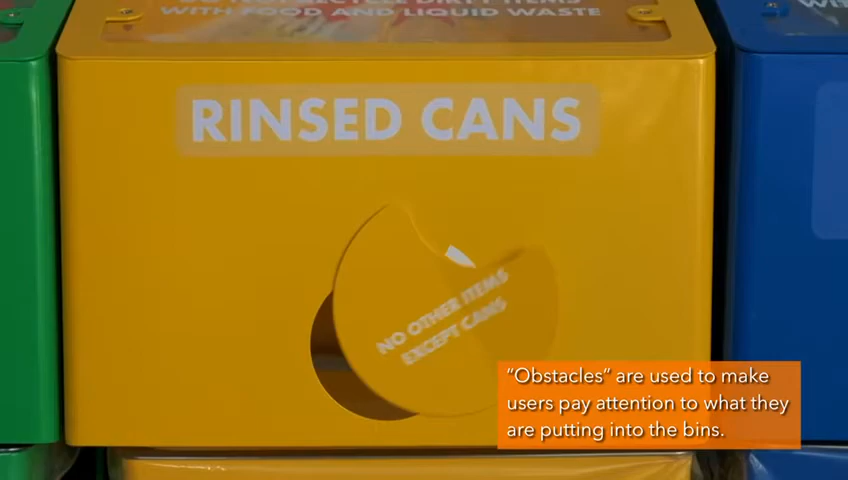 WITH FOOD AND LIQUID WASTE
RINSED CANS
NO OTHER ITEMS
EXCEPT CANS
"Obstacles" are used to make
users pay attention to what they
are putting into the bins.